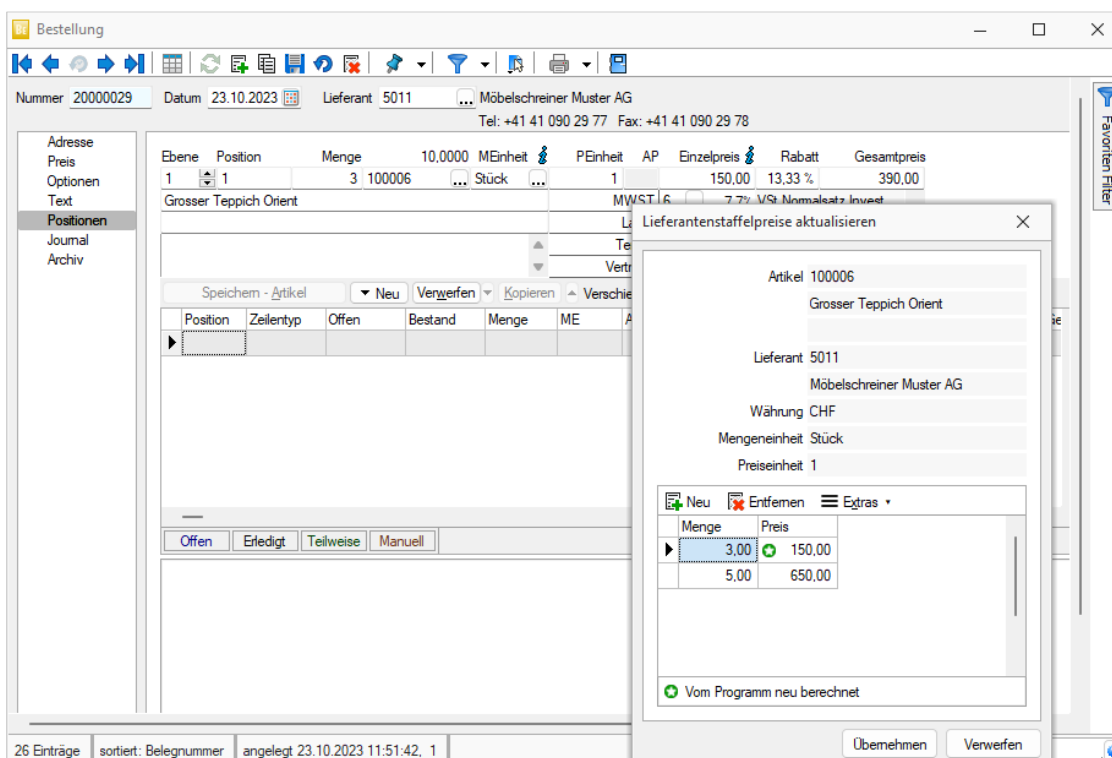 Bestellung
Nummer 20000029 Datum 23.10.2023 Lieferant 5011 ... Möbelschreiner Muster AG
Tel: +41 41 090 29 77 Fax: +41 41 090 29 78
Favoriten Filter
Adresse
Preis
Optionen
Text
Positionen
Journal
Archiv
Ebene Position Menge 10,0000 MEinheit PEinheit AP Einzelpreis Rabatt Gesamtpreis
1 1 3 100006 ... Stück ... 1 150,00 13,33 % 390,00
Grosser Teppich Orient MWST 6 7,7% VSt Normalsatz Invest
Speichern - Artikel Neu Verwerfen Kopieren Verschie
Position Zeilentyp Offen Bestand Menge ME
Offen Erledigt Teilweise Manuell
26 Einträge sortiert: Belegnummer angelegt 23.10.2023 11:51:42, 1
Lieferantenstaffelpreise aktualisieren
Artikel 100006
Grosser Teppich Orient
Lieferant 5011
Möbelschreiner Muster AG
Währung CHF
Mengeneinheit Stück
Preiseinheit 1
Neu Entfernen Extras
Menge Preis
3,00 150,00
5,00 650,00
Vom Programm neu berechnet
Übernehmen Verwerfen